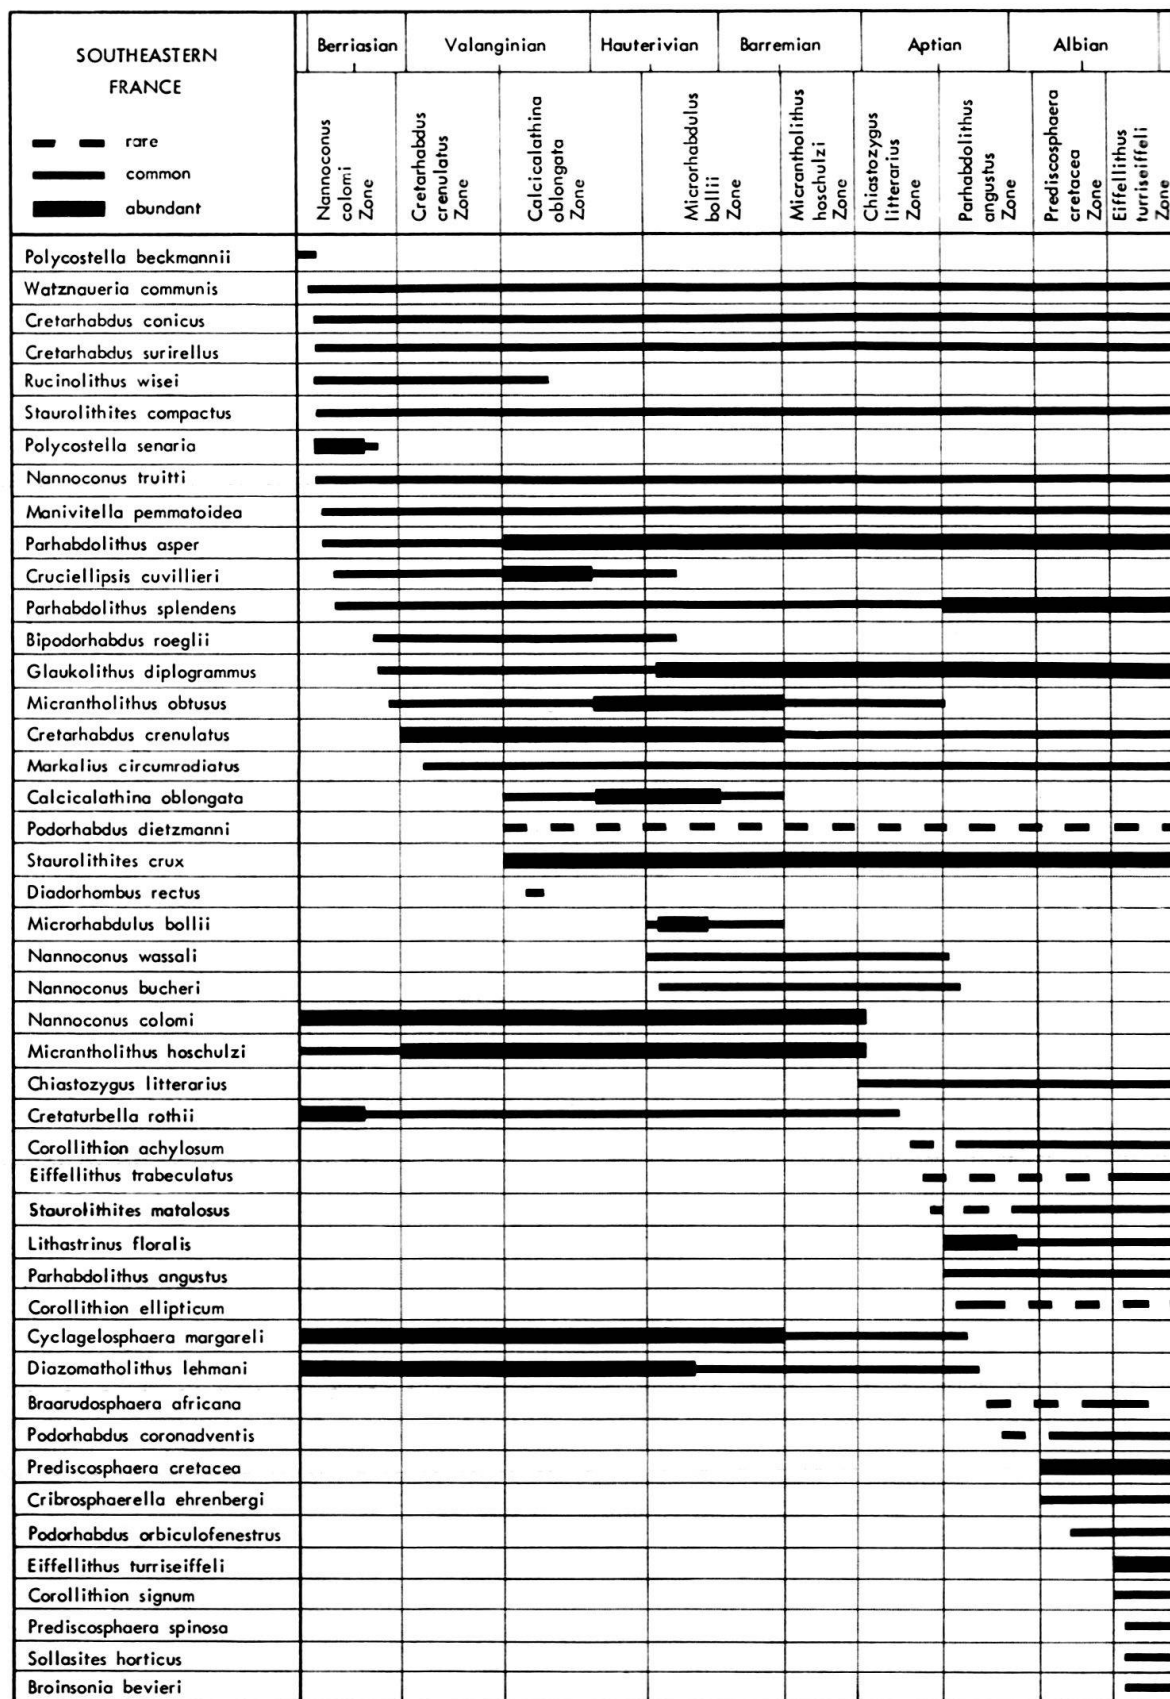 SOUTHEASTERN
FRANCE
rare
common
abundant
Berriasian
Valanginian
Hauterivian
Barremian
Aptian
Albian
Nannoconus
colomi
Zone
Cretarhabdus
crenulatus
Zone
Calcicalathina
oblongata
Zone
Microrhabdulus
bollii
Zone
Micrantholithus
hoschulzi
Zone
Chiastozygus
litterarius
Zone
Parhabdolithus
angustus
Zone
Prediscosphaera
cretacea
Zone
Eiffellithus
turriseiffeli
Zone
Polycostella beckmannii
Watznaueria communis
Cretarhabdus conicus
Cretarhabdus surirellus
Rucinolithus wisei
Staurolithites compactus
Polycostella senaria
Nannoconus truitti
Manivitella pemmatoidea
Parhabdolithus asper
Cruciellipsis cuvillieri
Parhabdolithus splendens
Bipodorhabdus roeglii
Glaukolithus diplogrammus
Micrantholithus obtusus
Cretarhabdus crenulatus
Markalius circumradiatus
Calcicalathina oblongata
Podorhabdus dietzmanni
Staurolithites crux
Diadorhombus rectus
Microrhabdulus bollii
Nannoconus wassali
Nannoconus bucheri
Nannoconus colomi
Micrantholithus hoschulzi
Chiastozygus litterarius
Cretaturbella rothii
Corollithion achylosum
Eiffellithus trabeculatus
Staurolithites matalosus
Lithastrinus floralis
Parhabdolithus angustus
Corollithion ellipticum
Cyclagelosphaera margareli
Diazomatholithus lehmani
Braarudosphaera africana
Podorhabdus coronadventis
Prediscosphaera cretacea
Cribrosphaerella ehrenbergi
Podorhabdus orbiculofenestrus
Eiffellithus turriseiffeli
Corollithion signum
Prediscosphaera spinosa
Sollasites horticus
Broinsonia bevieri